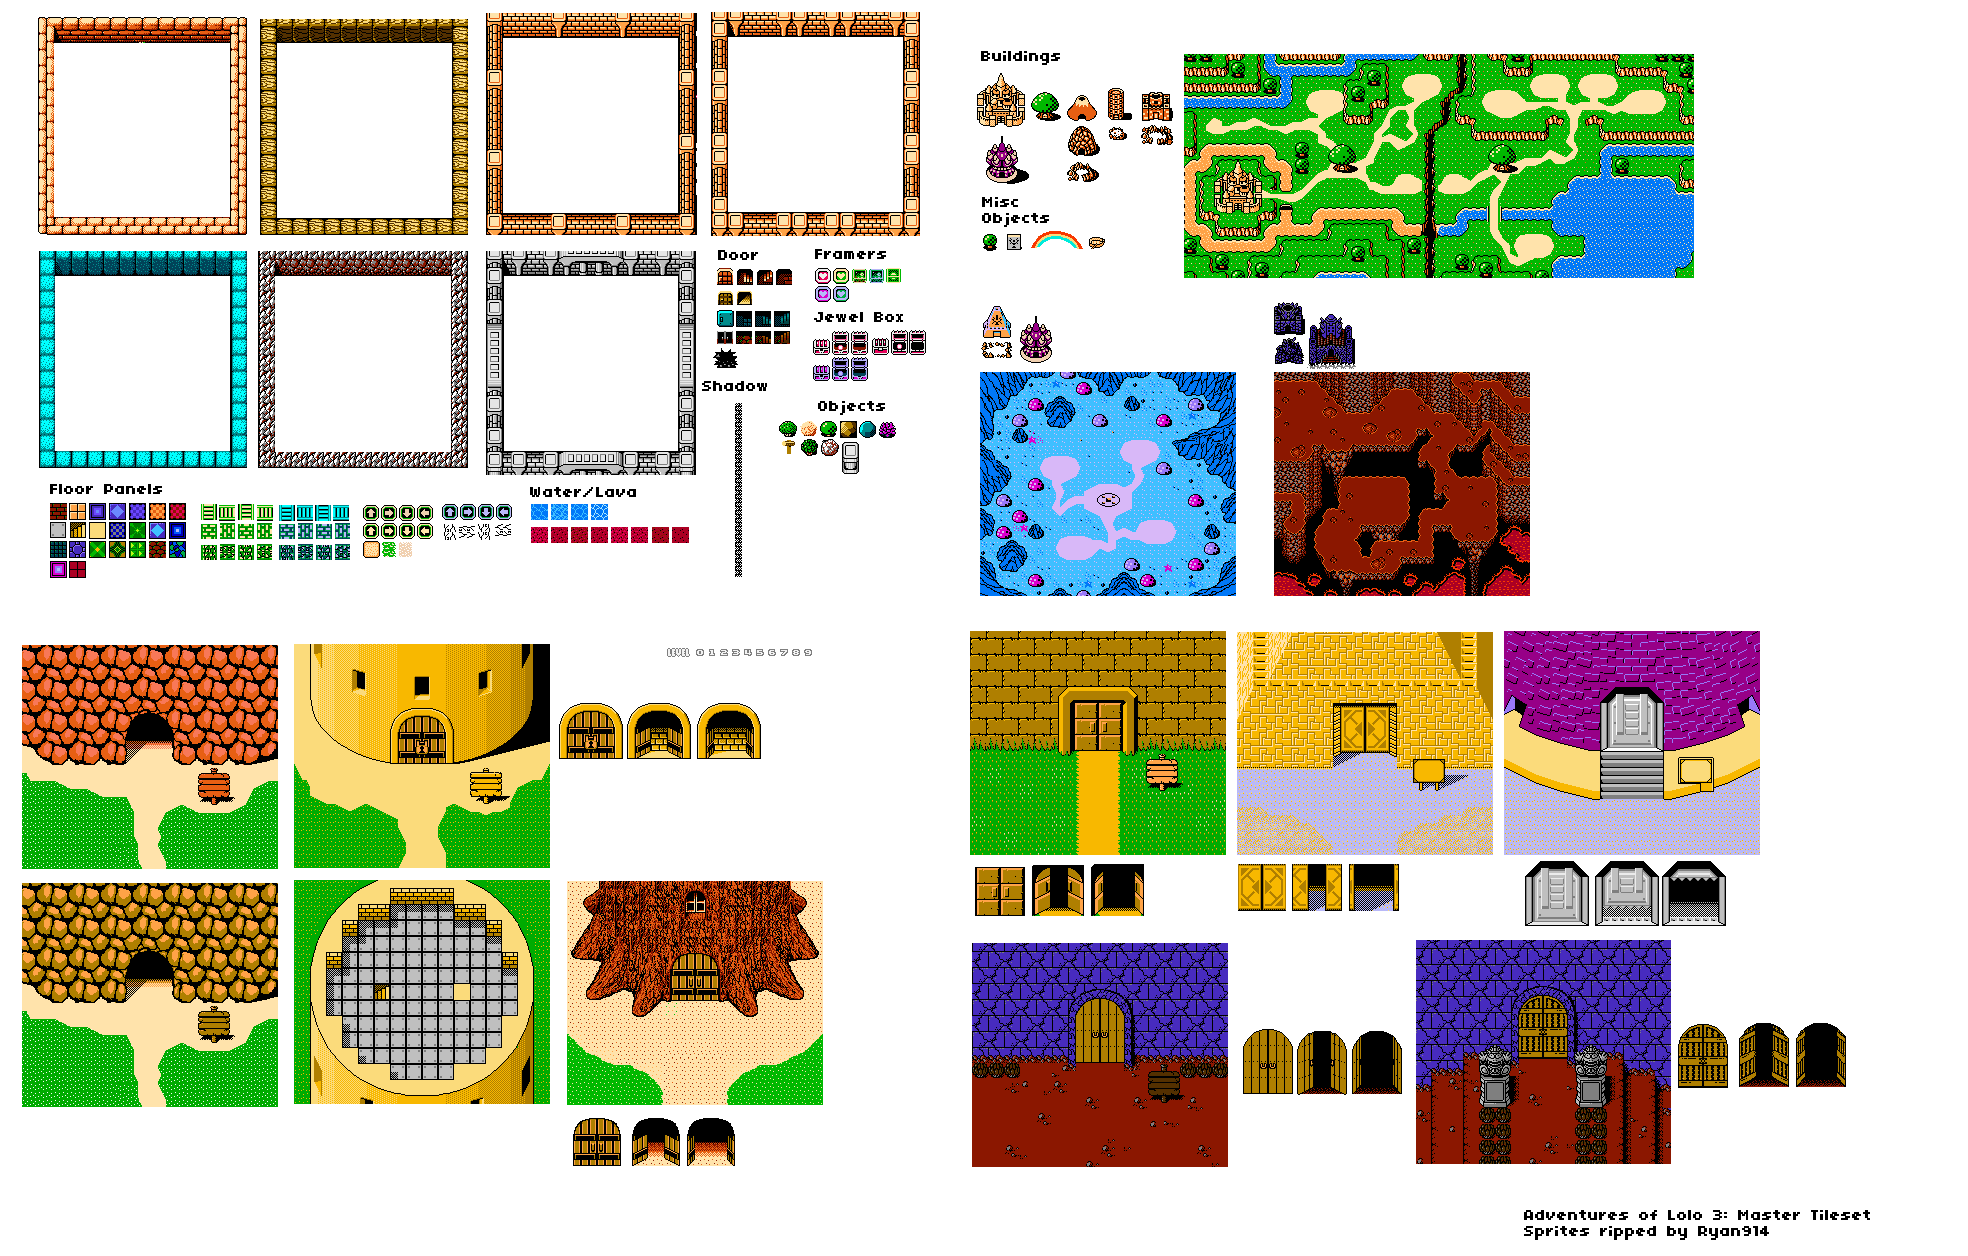 Buildings
Misc
Objects
Door
Framers
Jewel Box
Shadow
Objects
Floor Panels
Water/Lava
LEVEL 0123456789
Adventures of Lolo 3: Master Tileset
Sprites ripped by Ryan914